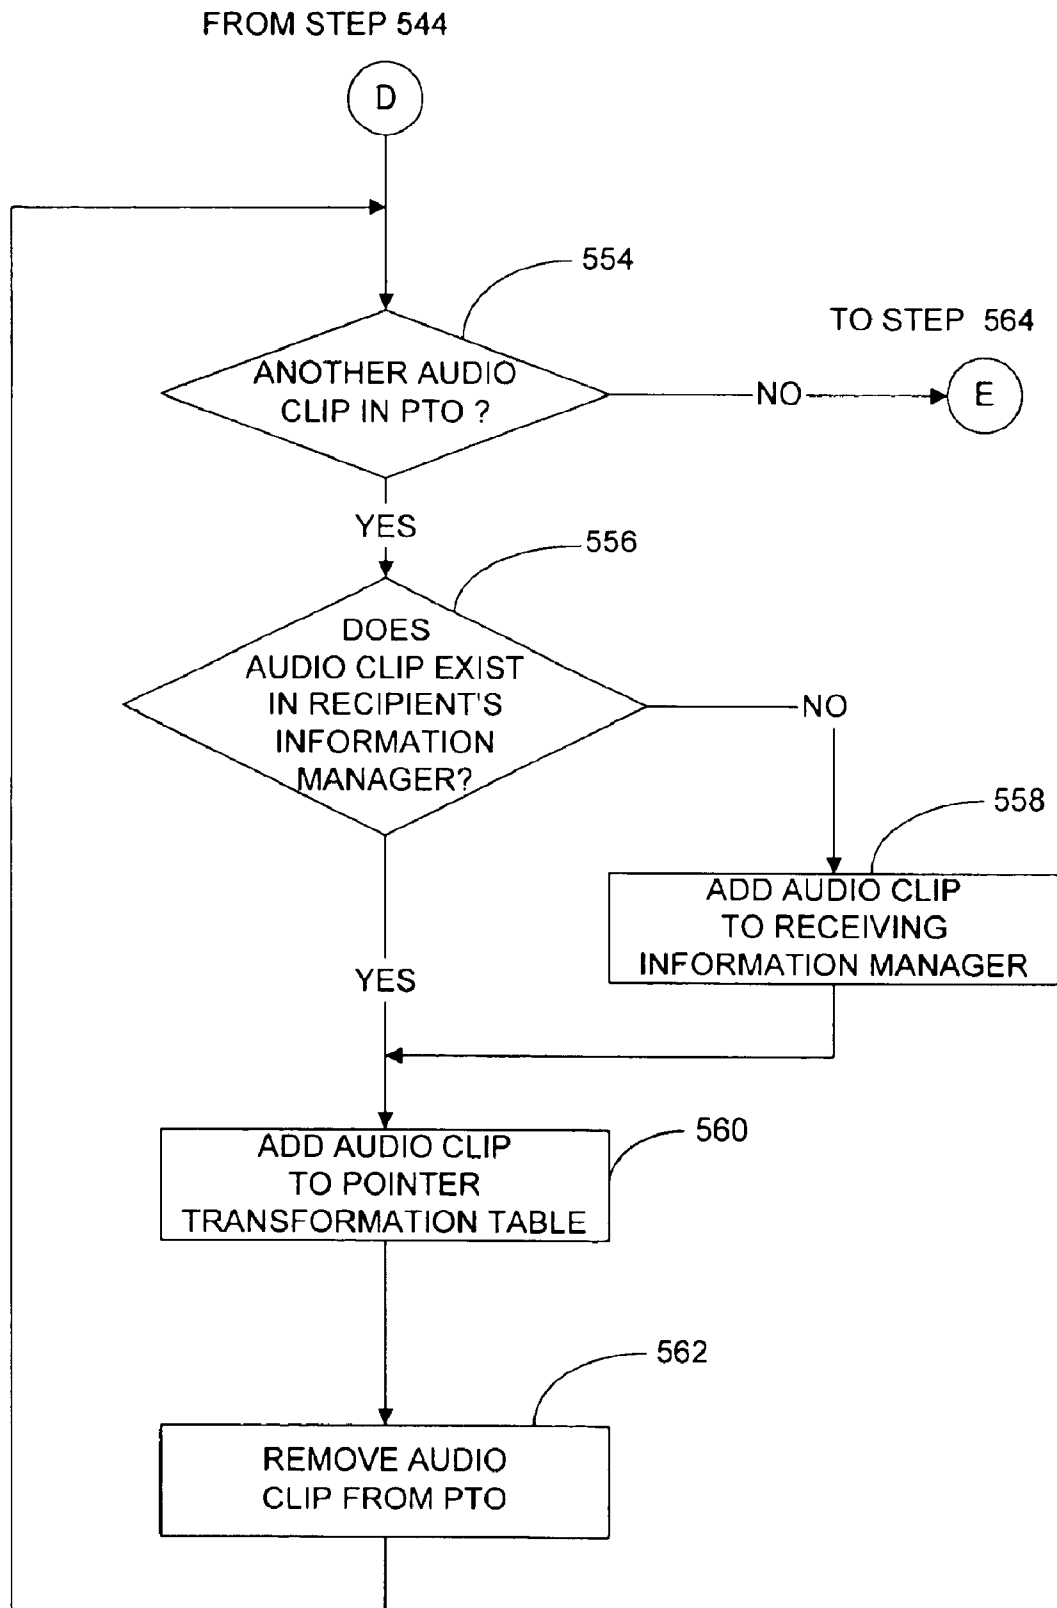 FROM STEP 544
D
554
TO STEP 564
ANOTHER AUDIO
CLIP IN PTO ?
NO
E
YES
556
DOES
AUDIO CLIP EXIST
IN RECIPIENT'S
INFORMATION
MANAGER?
NO
558
ADD AUDIO CLIP
TO RECEIVING
INFORMATION MANAGER
YES
560
ADD AUDIO CLIP
TO POINTER
TRANSFORMATION TABLE
562
REMOVE AUDIO
CLIP FROM PTO